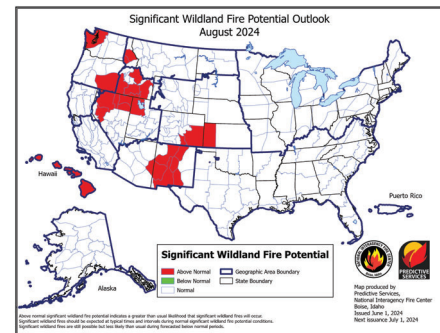 Significant Wildland Fire Potential Outlook
August 2024
Hawaii
Puerto Rico
Alaska
Significant Wildland Fire Potential
Above Normal
Below Normal
Normal
Geographic Area Boundary
State Boundary
PREDICTIVE
SERVICES
Map produced by
Predictive Services,
National Interagency Fire Center
Boise, Idaho
Issued June 1, 2024
Next issuance July 1, 2024
Above normal significant wildland fire potential indicates a greater than usual likelihood that significant wildland fires will occur.
Significant wildland fires should be expected at typical times and intervals during normal significant wildland fire potential conditions.
Significant wildland fires are still possible but less likely than usual during forecasted below normal periods.